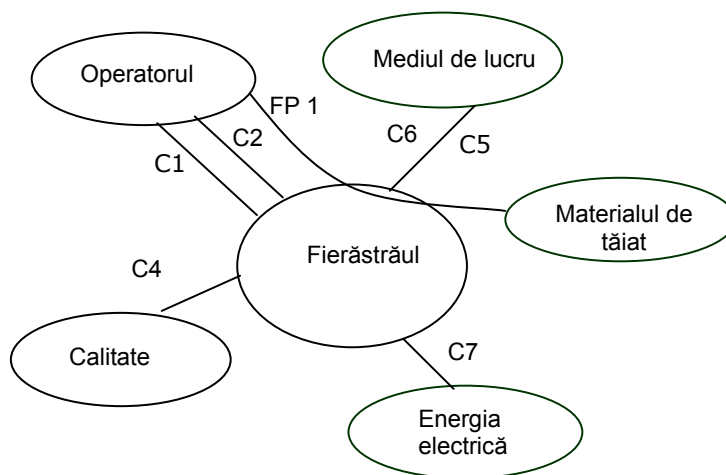 Operatorul
Mediul de lucru
FP 1
C6
C2
C5
C1
Materialul de
tăiat
Fierăstrăul
C4
Calitate
C7
Energia
electrică